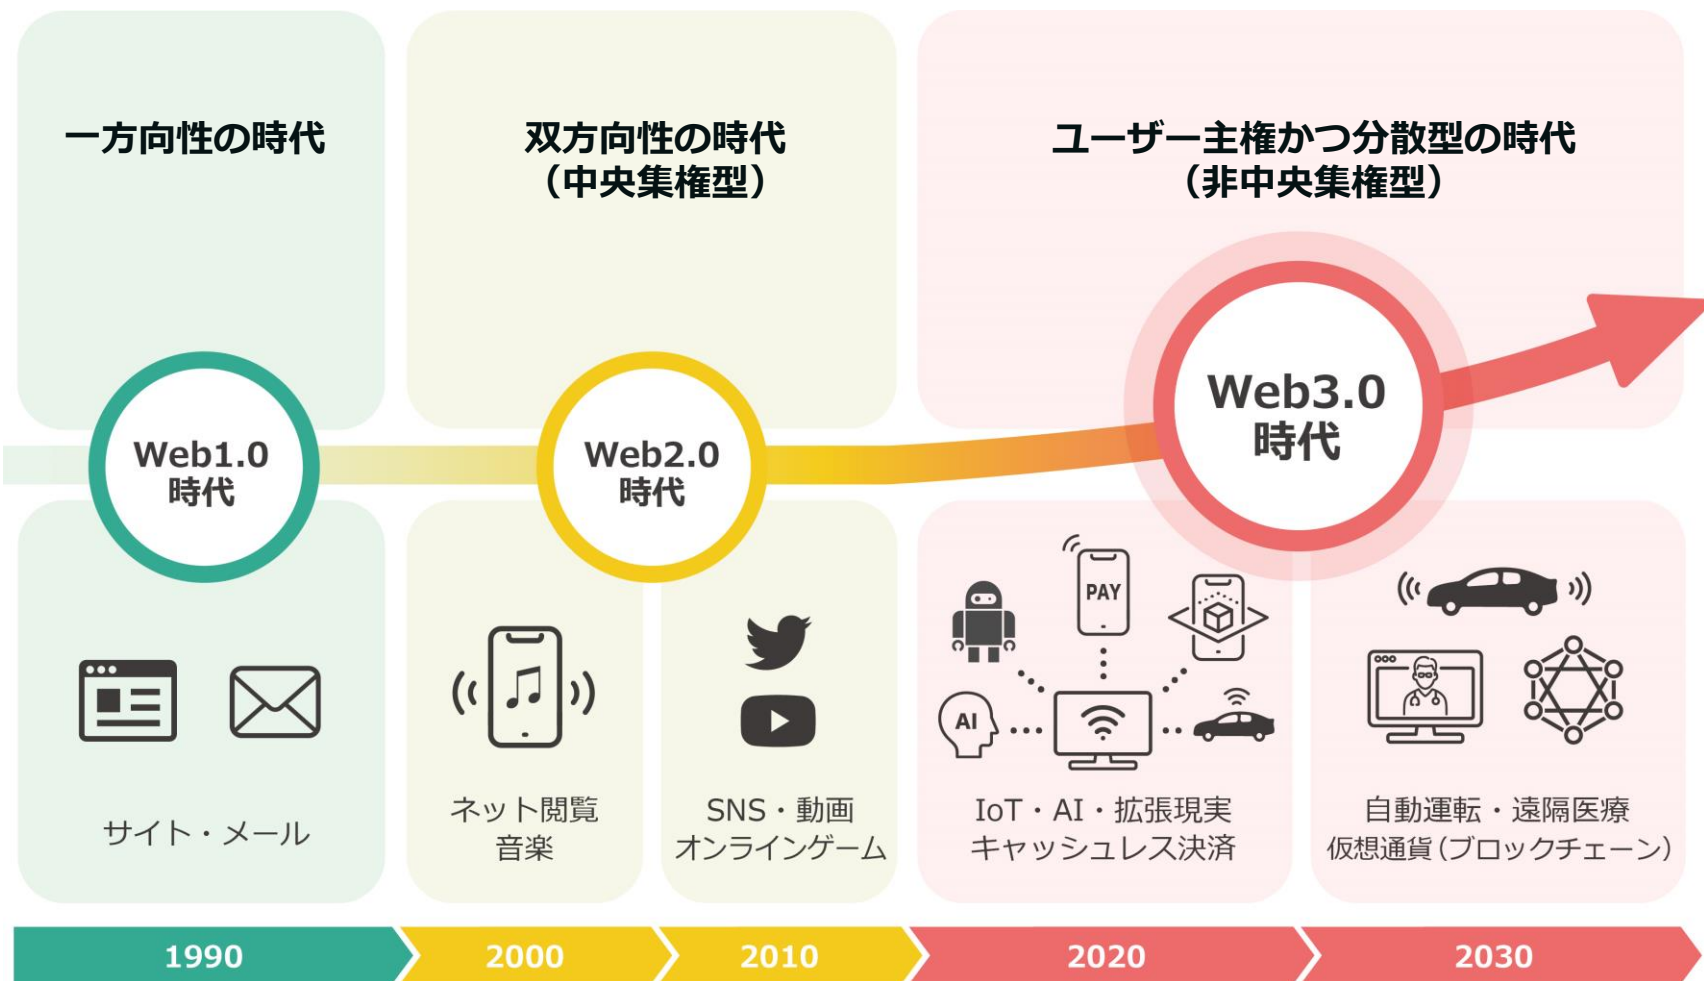 一方向性の時代
双方向性の時代
（中央集権型）
ユーザー主権かつ分散型の時代
（非中央集権型）
Web1.0
時代
Web2.0
時代
Web3.0
時代
PAY
AI
サイト・メール
ネット閲覧
音楽
SNS・動画
オンラインゲーム
IoT・AI・拡張現実
キャッシュレス決済
自動運転・遠隔医療
仮想通貨（ブロックチェーン）
1990
2000
2010
2020
2030